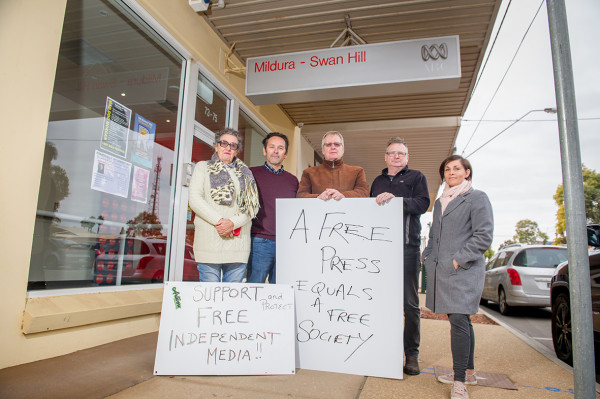 Mildura - Swan Hill
A FREE
PRESS
EQUALS
A FREE
SOCIETY
SUPPORT and PROTECT
FREE
INDEPENDENT
MEDIA!!